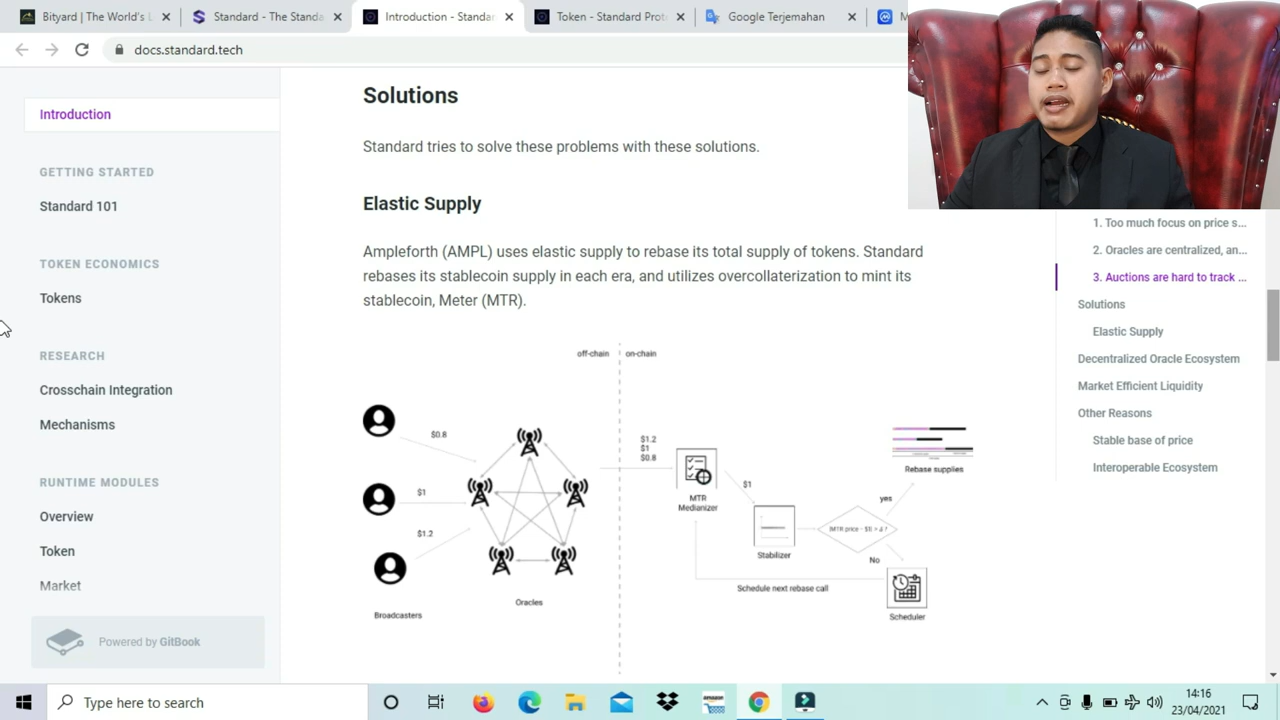 Bityard | The World's L
Standard - The Standa
Introduction - Standar
Token - Standard Prot
Google Terjemahan
docs.standard.tech
Introduction
GETTING STARTED
Standard 101
TOKEN ECONOMICS
Tokens
RESEARCH
Crosschain Integration
Mechanisms
RUNTIME MODULES
Overview
Token
Market
Powered by GitBook
Solutions
Standard tries to solve these problems with these solutions.
Elastic Supply
Ampleforth (AMPL) uses elastic supply to rebase its total supply of tokens. Standard
rebases its stablecoin supply in each era, and utilizes overcollaterization to mint its
stablecoin, Meter (MTR).
off-chain
on-chain
$0.8
$1
$1.2
Broadcasters
Oracles
$1.2
$1
$0.8
MTR
Medianizer
$1
Stabilizer
yes
No
Rebase supplies
Schedule next rebase call
Scheduler
1. Too much focus on price s...
2. Oracles are centralized, an...
3. Auctions are hard to track ...
Solutions
Elastic Supply
Decentralized Oracle Ecosystem
Market Efficient Liquidity
Other Reasons
Stable base of price
Interoperable Ecosystem
Type here to search
amazon
14:16
23/04/2021